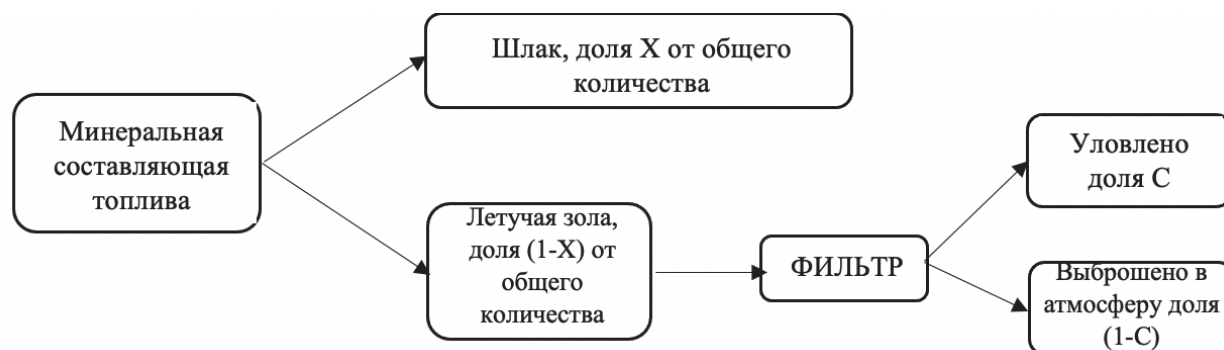 Шлак, доля X от общего
количества
Минеральная
составляющая
топлива
Летучая зола,
доля (1-X) от
общего
количества
ФИЛЬТР
Уловлено
доля С
Выброшено в
атмосферу доля
(1-С)